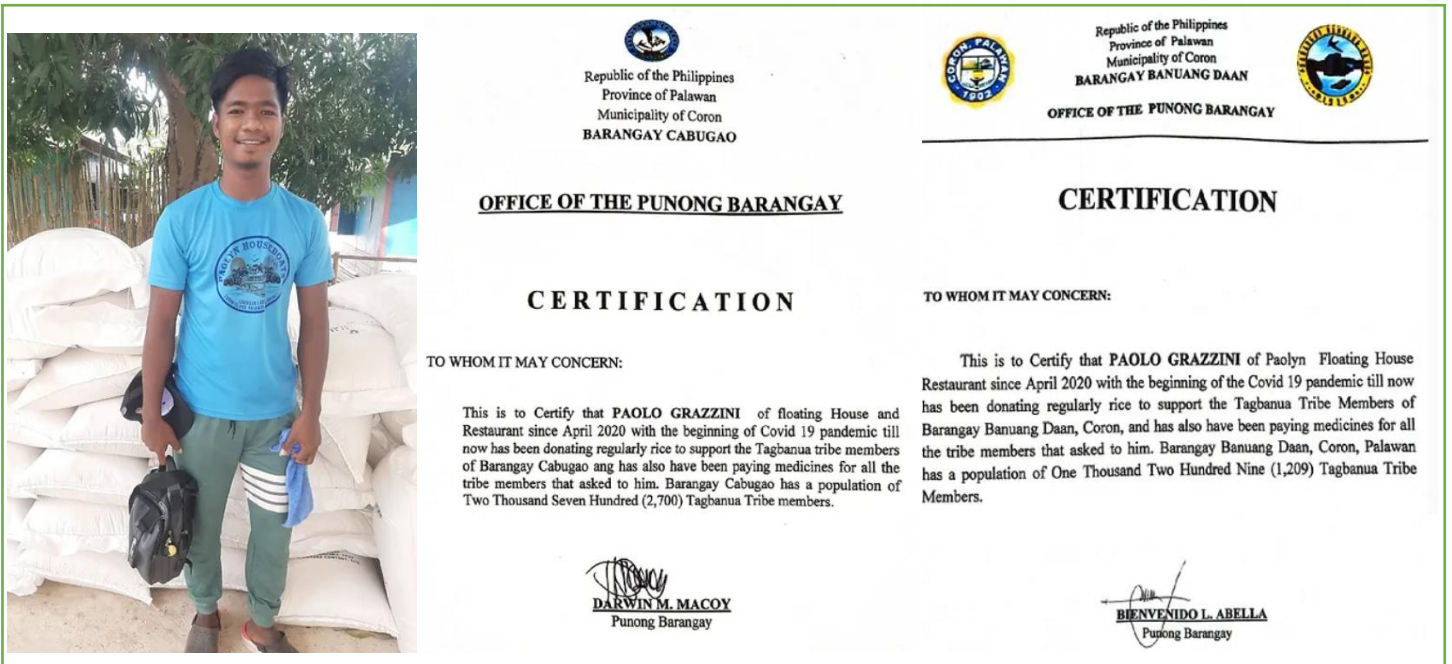 PAOLYN HOUSEBOATS
Republic of the Philippines
Province of Palawan
Municipality of Coron
BARANGAY CABUGAO
OFFICE OF THE PUNONG BARANGAY
CERTIFICATION
TO WHOM IT MAY CONCERN:
This is to Certify that PAOLO GRAZZINI of floating House and
Restaurant since April 2020 with the beginning of Covid 19 pandemic till
now has been donating regularly rice to support the Tagbanua tribe members
of Barangay Cabugao ang has also have been paying medicines for all the
tribe members that asked to him. Barangay Cabugao has a population of
Two Thousand Seven Hundred (2,700) Tagbanua Tribe members.
DARWIN M. MACOY
Punong Barangay
CORON, PALAWAN
1902
Republic of the Philippines
Province of Palawan
Municipality of Coron
BARANGAY BANUANG DAAN
OFFICE OF THE PUNONG BARANGAY
CERTIFICATION
TO WHOM IT MAY CONCERN:
This is to Certify that PAOLO GRAZZINI of Paolyn Floating House
Restaurant since April 2020 with the beginning of the Covid 19 pandemic till now
has been donating regularly rice to support the Tagbanua Tribe Members of
Barangay Banuang Daan, Coron, and has also have been paying medicines for all
the tribe members that asked to him. Barangay Banuang Daan, Coron, Palawan
has a population of One Thousand Two Hundred Nine (1,209) Tagbanua Tribe
Members.
BIENVENIDO L. ABELLA
Punong Barangay